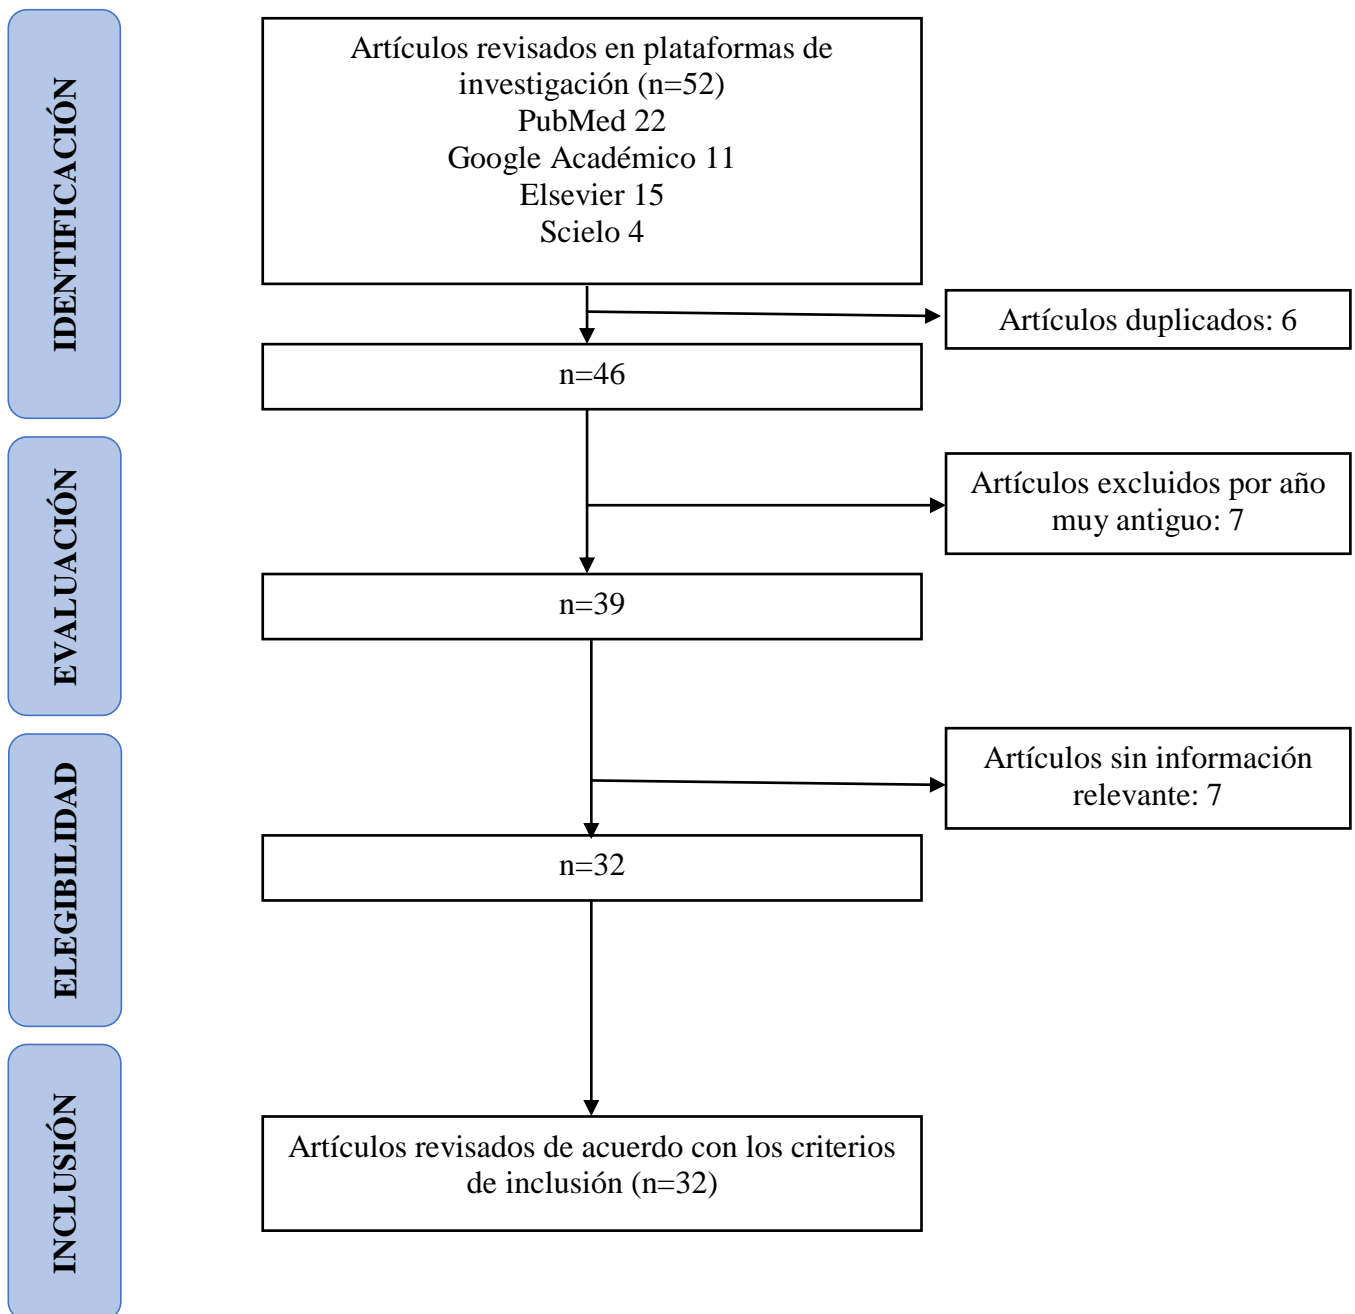 IDENTIFICACIÓN
Artículos revisados en plataformas de
investigación (n=52)
PubMed 22
Google Académico 11
Elsevier 15
Scielo 4
Artículos duplicados: 6
n=46
EVALUACIÓN
Artículos excluidos por año
muy antiguo: 7
n=39
ELEGIBILIDAD
Artículos sin información
relevante: 7
n=32
INCLUSIÓN
Artículos revisados de acuerdo con los criterios
de inclusión (n=32)